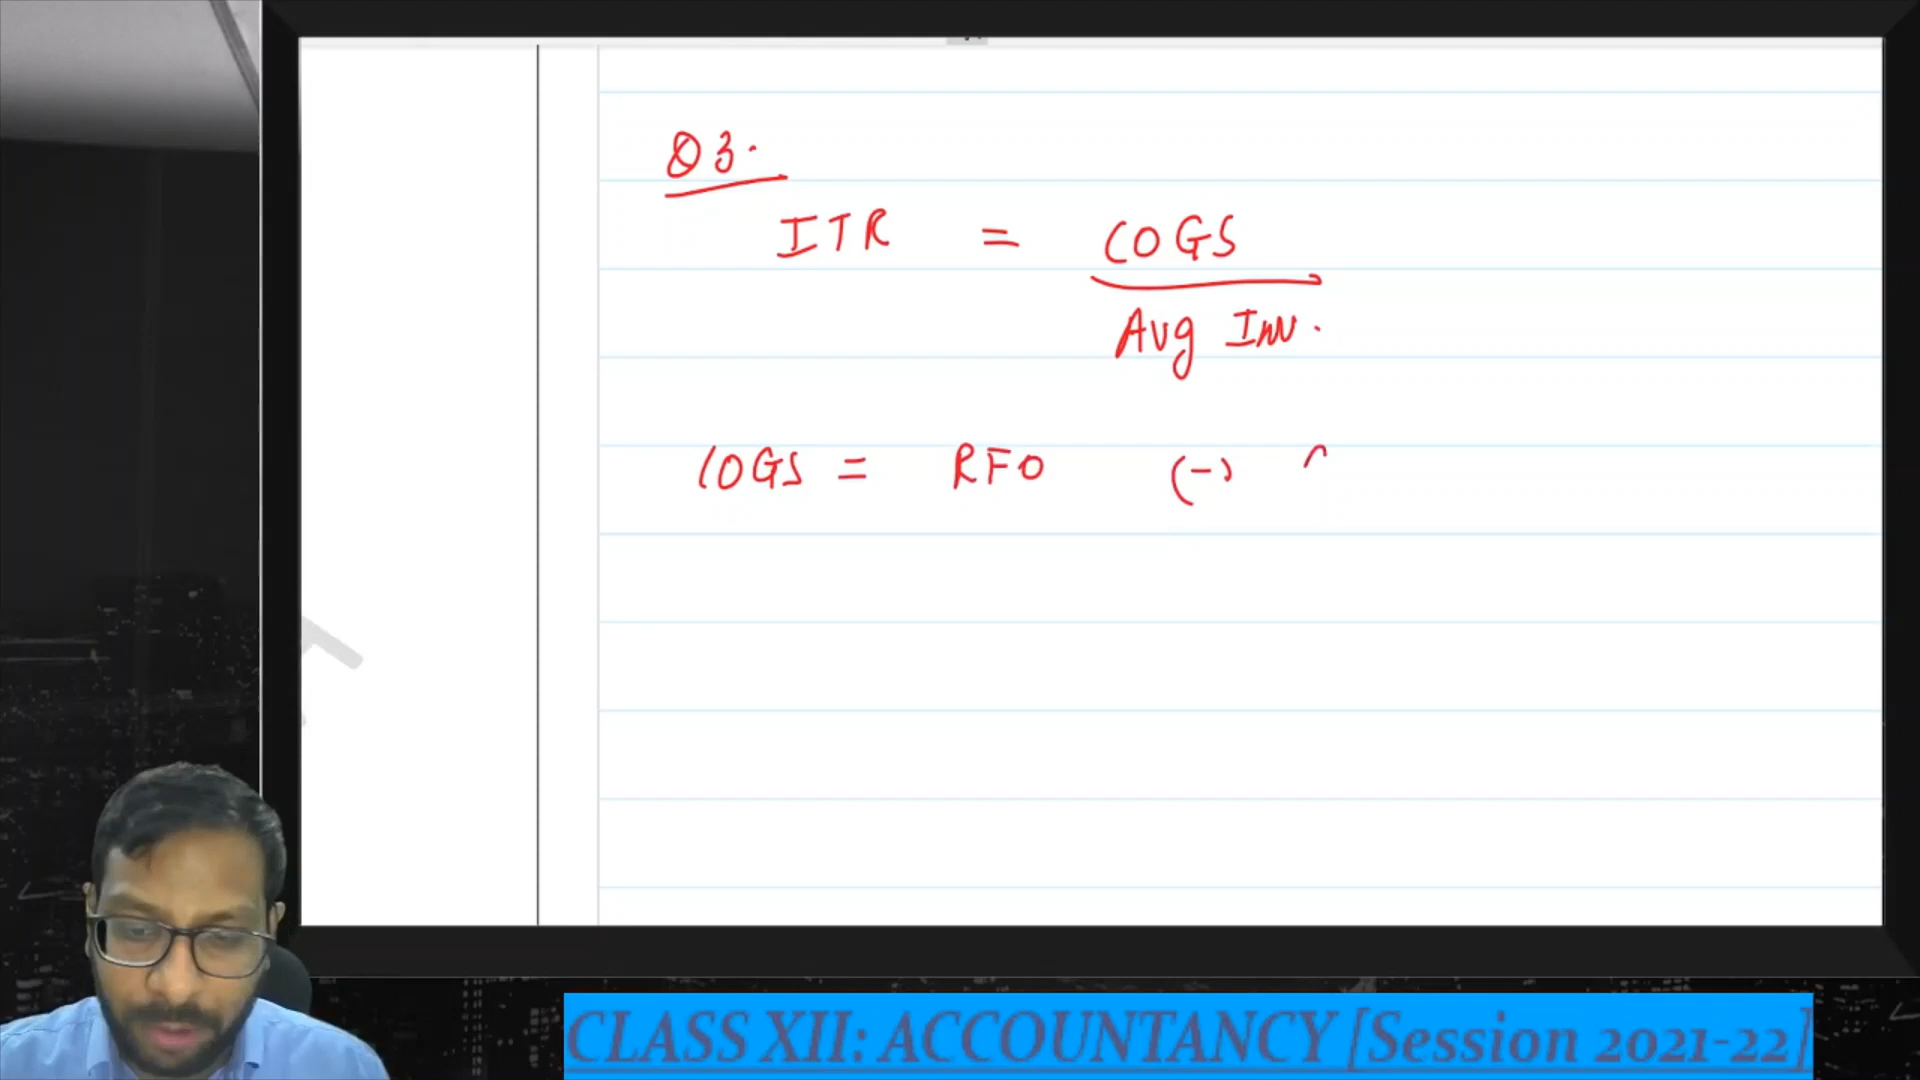 Q3.
ITR = COGS
Avg Inv.
COGS = RFO (-)
CLASS XII: ACCOUNTANCY [Session 2021-22]